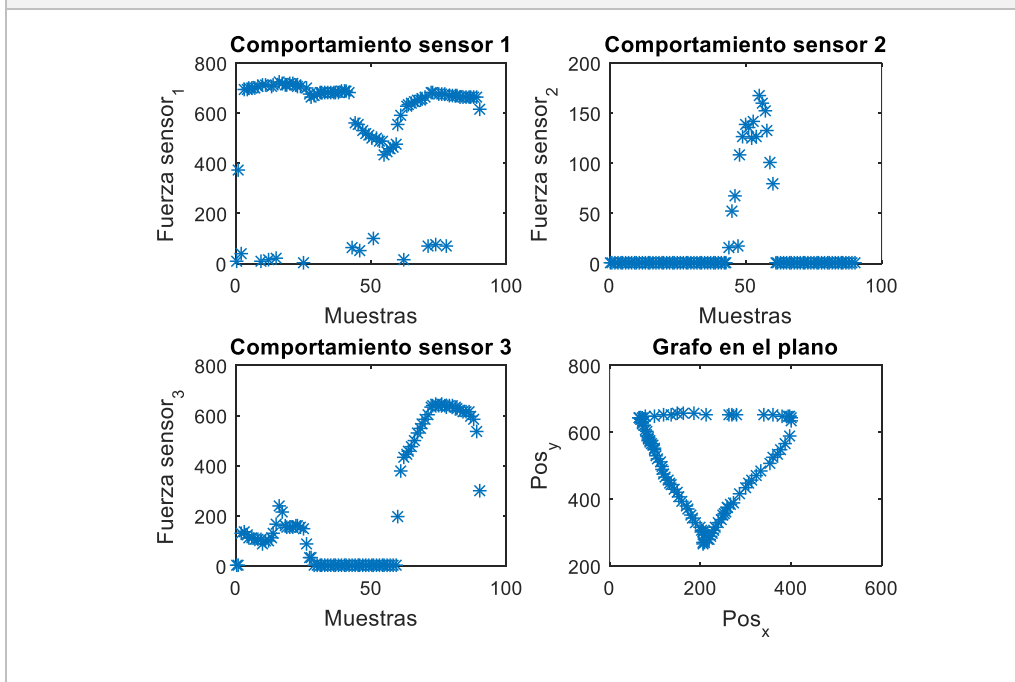 Comportamiento sensor 1
800
600
400
200
0
0 50 100
Fuerza sensor1
Muestras
Comportamiento sensor 2
200
150
100
50
0
0 50 100
Fuerza sensor2
Muestras
Comportamiento sensor 3
800
600
400
200
0
0 50 100
Fuerza sensor3
Muestras
Grafo en el plano
800
600
400
200
0 200 400 600
Posy
Posx